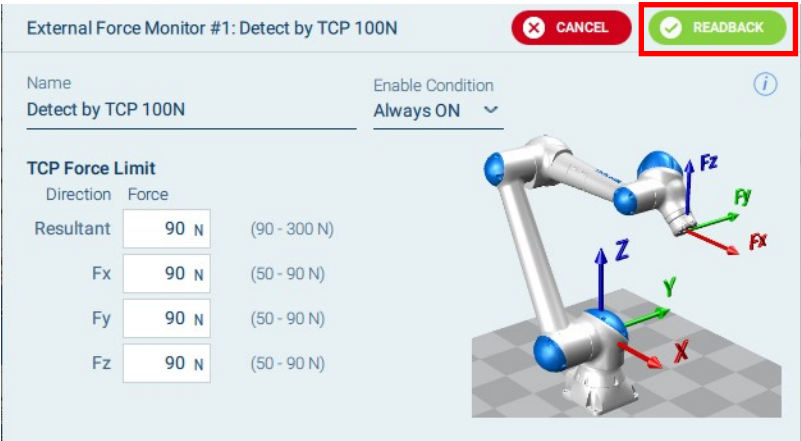 External Force Monitor #1: Detect by TCP 100N
CANCEL
READBACK
Name
Enable Condition
Detect by TCP 100N
Always ON
TCP Force Limit
Direction Force
Resultant 90 N (90 - 300 N)
Fx 90 N (50 - 90 N)
Fy 90 N (50 - 90 N)
Fz 90 N (50 - 90 N)
i
Fz
Fy
Fx
Z
Y
X